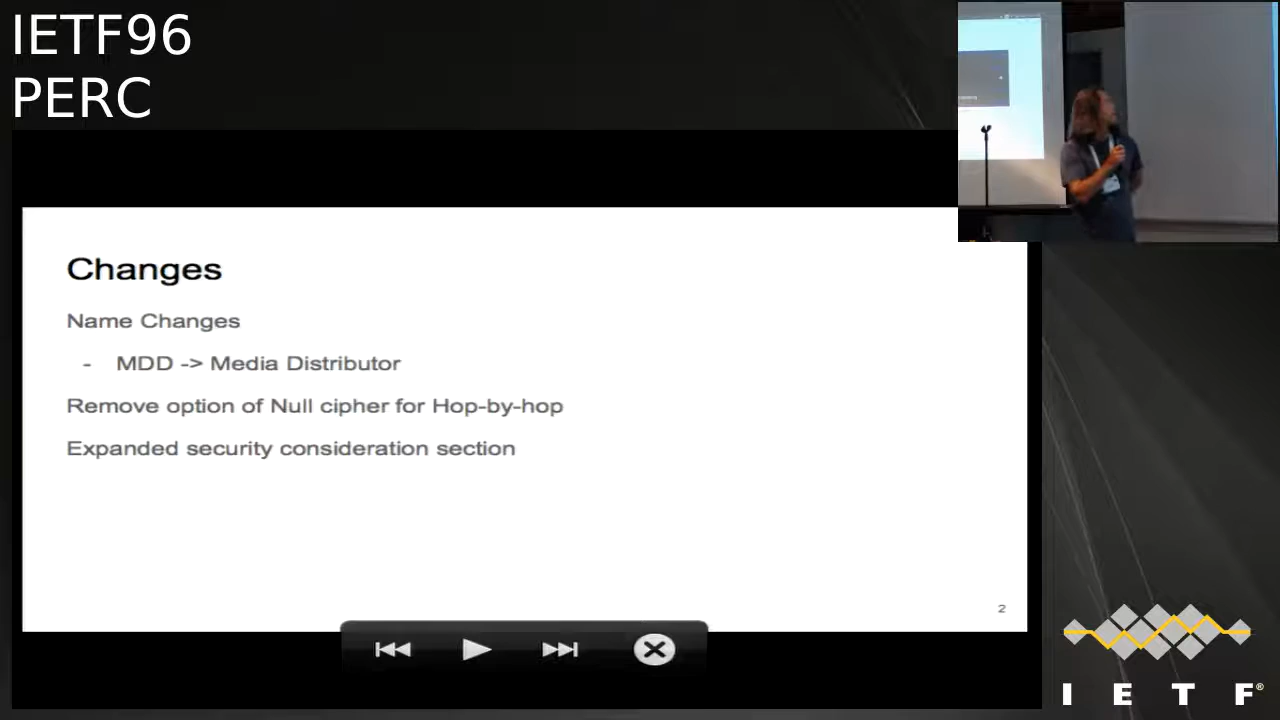 IETF96
PERC
Changes
Name Changes
- MDD -> Media Distributor
Remove option of Null cipher for Hop-by-hop
Expanded security consideration section
2
I E T F®